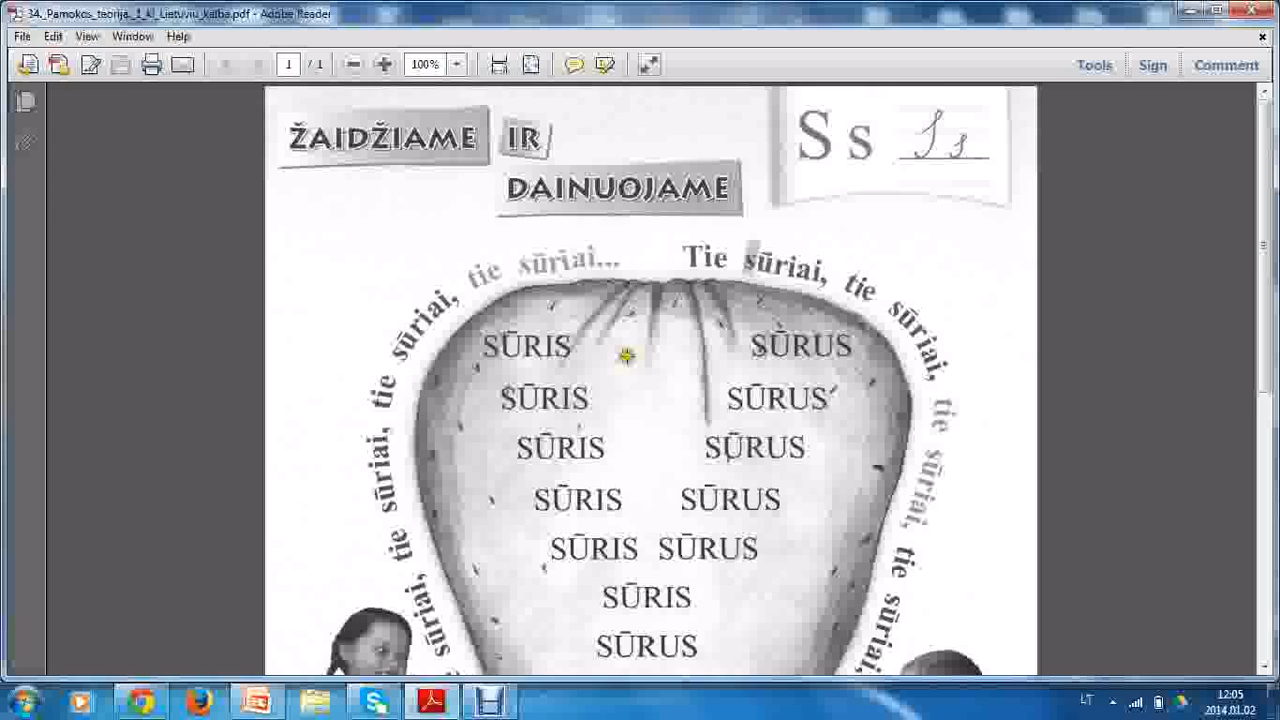 34._Pamokos_teorija._1_kl_Lietuviu_kalba.pdf - Adobe Reader
File Edit View Window Help
1 / 1 100% Tools Sign Comment
ŽAIDŽIAME IR
DAINUOJAME
S s S s
Tie sūriai, tie sūriai, tie sūriai, tie sūriai,
sūriai, tie sūriai, tie sūriai, tie sūriai, tie sūriai...
SŪRIS SŪRUS
SŪRIS SŪRUS
SŪRIS SŪRUS
SŪRIS SŪRUS
SŪRIS SŪRUS
SŪRIS
SŪRUS
LT 12:05
2014.01.02